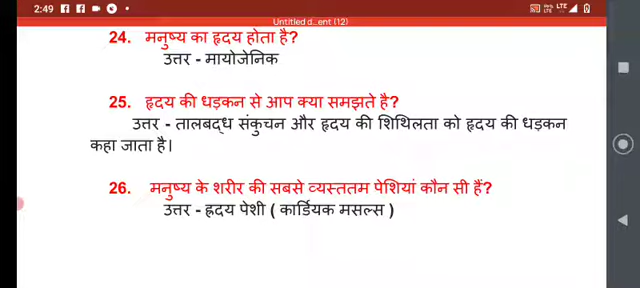 2:49
Untitled d...ent (12)
24. मनुष्य का हृदय होता है?
उत्तर - मायोजेनिक
25. हृदय की धड़कन से आप क्या समझते है?
उत्तर - तालबद्ध संकुचन और हृदय की शिथिलता को हृदय की धड़कन
कहा जाता है।
26. मनुष्य के शरीर की सबसे व्यस्ततम पेशियां कौन सी हैं?
उत्तर - ह्रदय पेशी ( कार्डियक मसल्स )